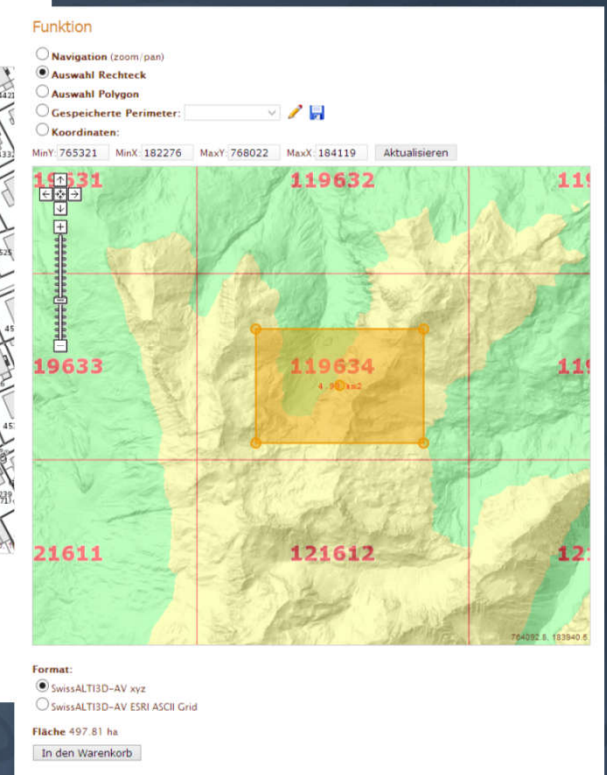 Funktion
Navigation (zoom/pan)
Auswahl Rechteck
Auswahl Polygon
Gespeicherte Perimeter:
Koordinaten:
MinY: 765321 MinX: 182276 MaxY: 768022 MaxX: 184119 Aktualisieren
119632
19633 119634
21611 121612
764092.8, 183940.6
Format:
SwissALTI3D-AV xyz
SwissALTI3D-AV ESRI ASCII Grid
Fläche 497.81 ha
In den Warenkorb